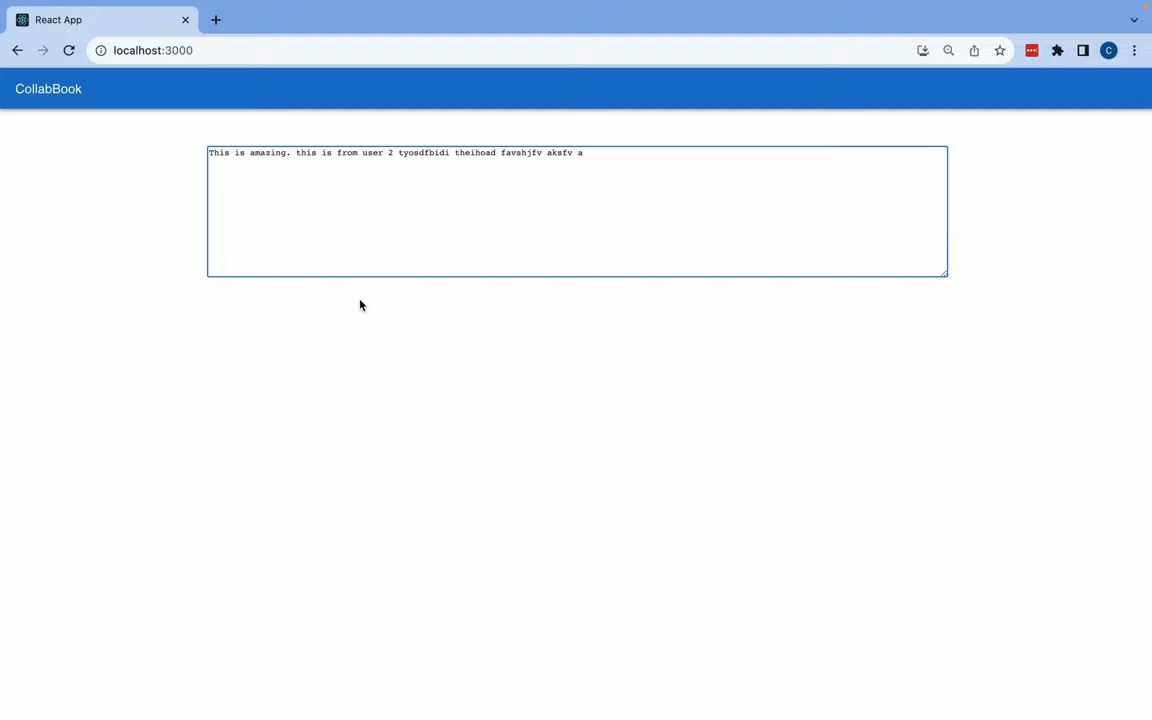 React App
localhost:3000
C
CollabBook
This is amazing. this is from user 2 tyosdfbidi theihoad favshjfv aksfv a